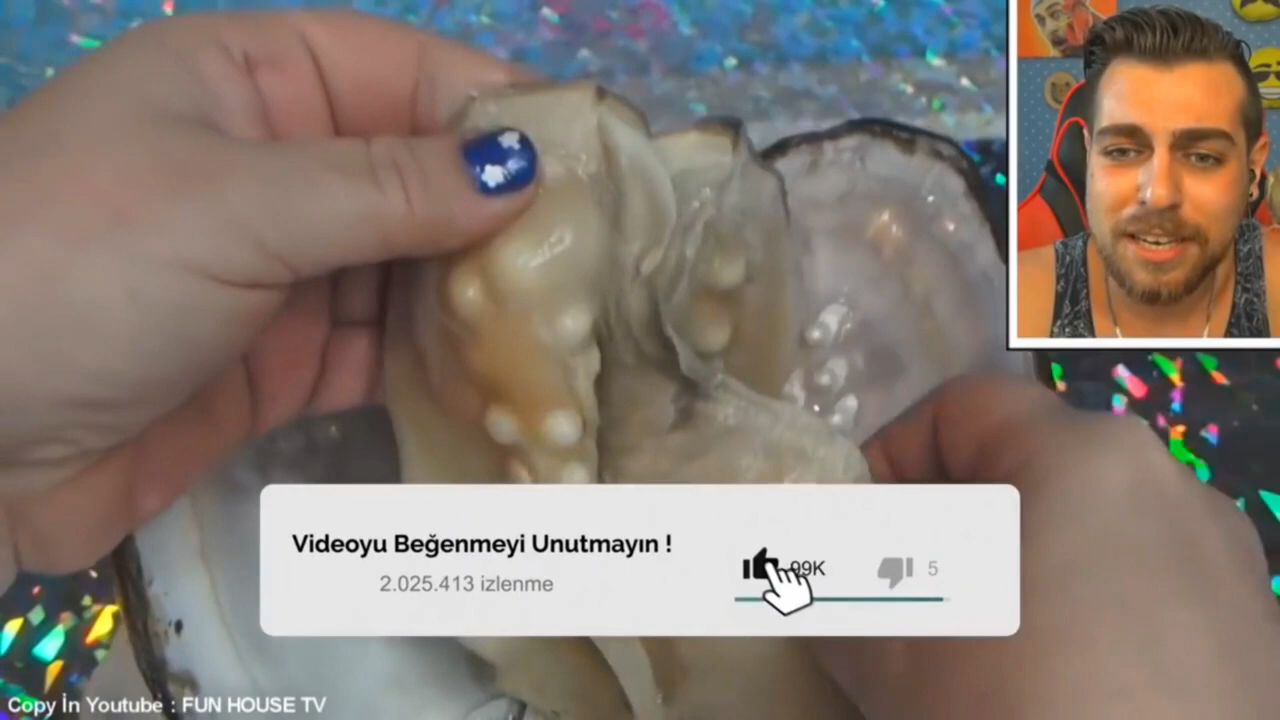 Videoyu Beğenmeyi Unutmayın !
2.025.413 izlenme
99K
5
Copy İn Youtube : FUN HOUSE TV